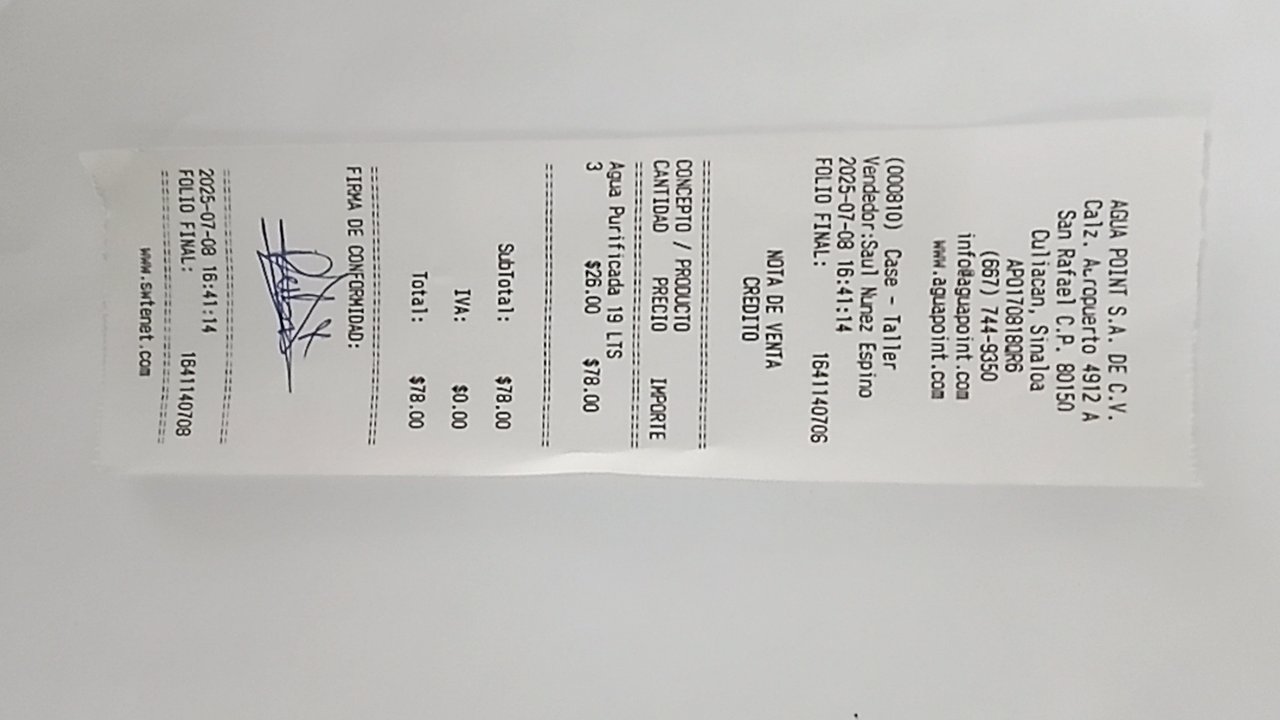 AGUA POINT S.A. DE C.V.
Calz. Aeropuerto 4912 A
San Rafael C.P. 80150
Culiacan, Sinaloa
APO170818QR6
(667) 744-9350
info@aguapoint.com
www.aguapoint.com
(000810) Case - Taller
Vendedor:Saul Nunez Espino
2025-07-08 16:41:14
FOLIO FINAL: 1641140706
NOTA DE VENTA
CREDITO
CONCEPTO / PRODUCTO
CANTIDAD PRECIO IMPORTE
Agua Purificada 19 LTS
3 $26.00 $78.00
SubTotal: $78.00
IVA: $0.00
Total: $78.00
FIRMA DE CONFORMIDAD:
2025-07-08 16:41:14
FOLIO FINAL: 1641140708
www.swtenet.com